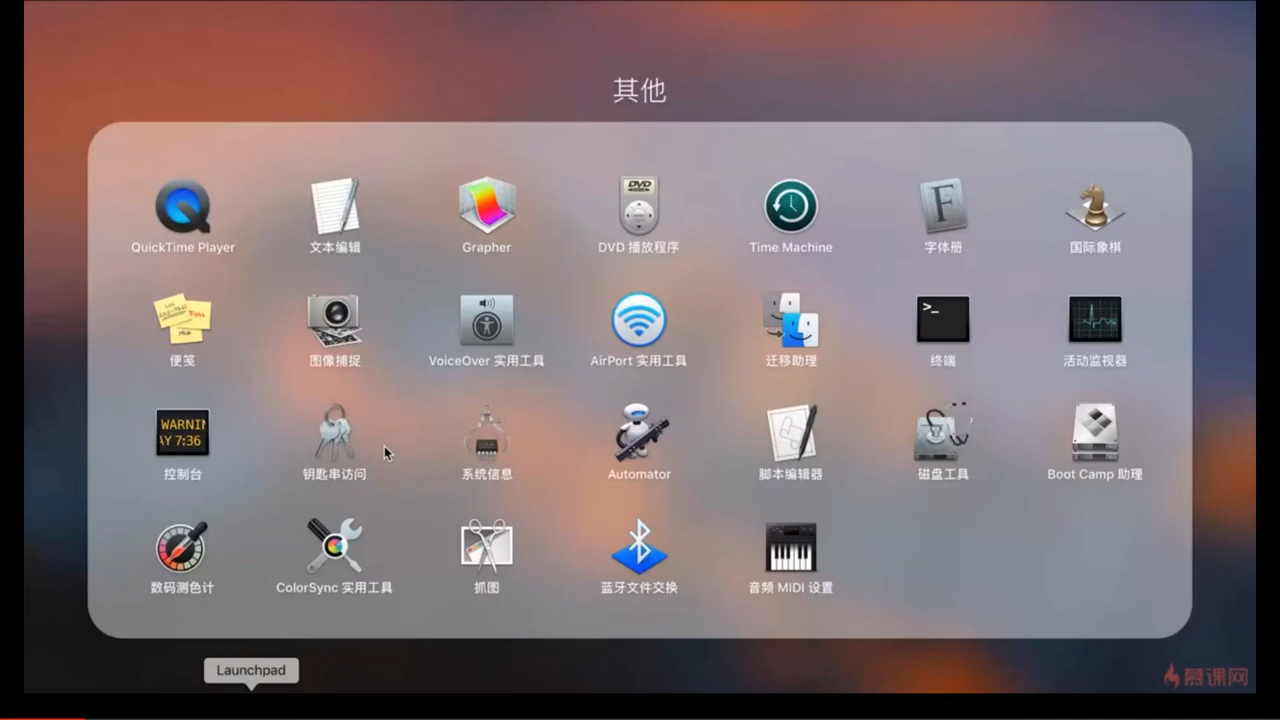 其他
QuickTime Player
文本编辑
Grapher
DVD 播放程序
Time Machine
字体册
国际象棋
便笺
图像捕捉
VoiceOver 实用工具
AirPort 实用工具
迁移助理
终端
活动监视器
控制台
钥匙串访问
系统信息
Automator
脚本编辑器
磁盘工具
Boot Camp 助理
数码测色计
ColorSync 实用工具
抓图
蓝牙文件交换
音频 MIDI 设置
DVD
F
>_
WARNIN
AY 7:36
Launchpad
慕课网